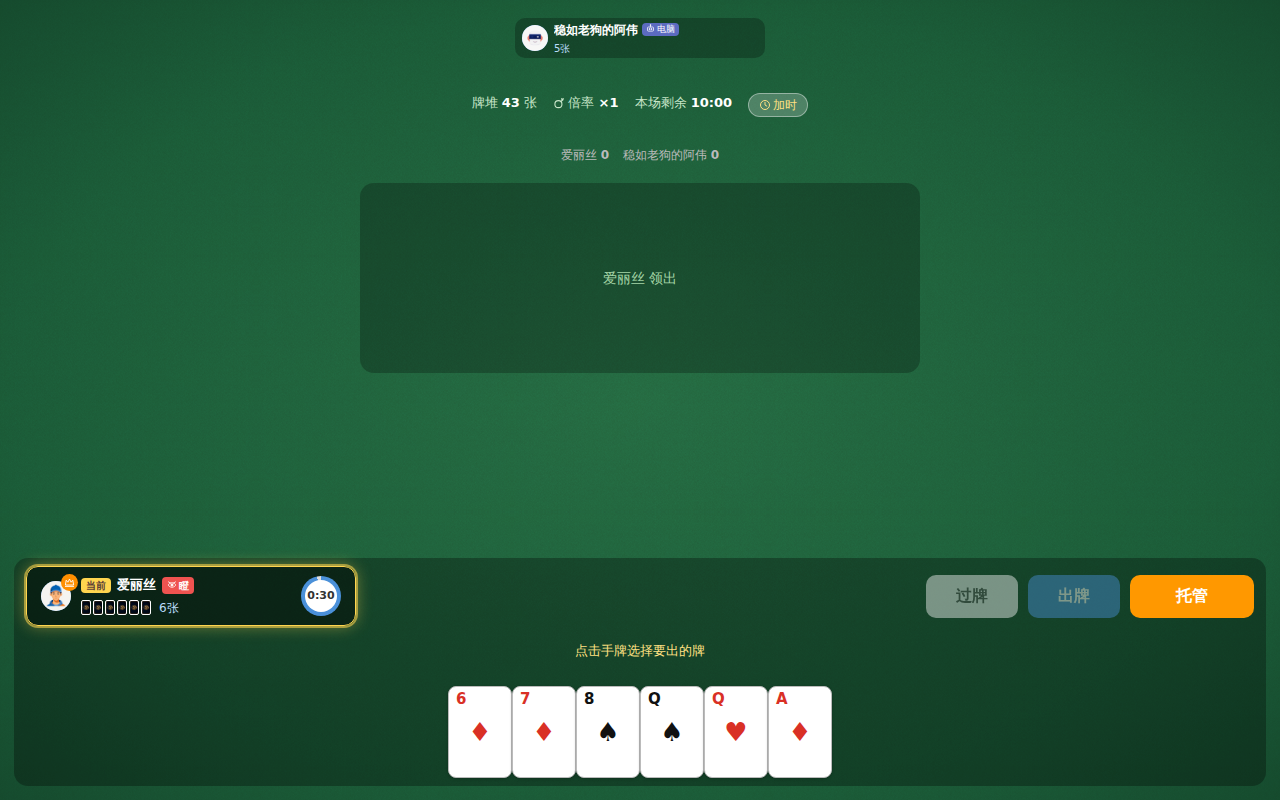 稳如老狗的阿伟 电脑
5张
牌堆 43 张 倍率 ×1 本场剩余 10:00 加时
爱丽丝 0 稳如老狗的阿伟 0
爱丽丝 领出
当前 爱丽丝 瞪
6张
0:30
过牌 出牌 托管
点击手牌选择要出的牌
6 7 8 Q Q A